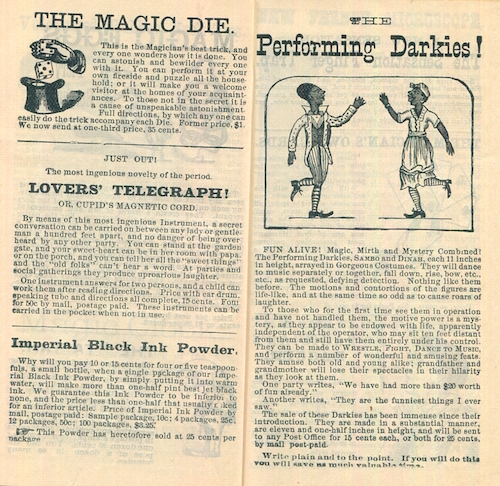 THE MAGIC DIE.
This is the Magician's best trick, and
every one wonders how it is done. You
can astonish and bewilder every one
with it. You can perform it at your
own fireside and puzzle all the house-
hold; or it will make you a welcome
visitor at the homes of your acquaint-
ances. To those not in the secret it is
a cause of unspeakable astonishment.
Full directions, by which any one can
easily do the trick accompany each Die. Former price, $1.
We now send at one-third price, 35 cents.
JUST OUT!
The most ingenious novelty of the period.
LOVERS' TELEGRAPH!
OR, CUPID'S MAGNETIC CORD.
By means of this most Ingenious Instrument, a secret
conversation can be carried on between any lady or gentle-
man a hundred feet apart, and no danger of being over
heard by any other party. You can stand at the garden
gate, and your sweet-heart can be in her room with papa,
or on the porch, and you can tell her all the "sweet things"
and the "old folks" can't hear a word. At parties and
social gatherings they produce uproarious laughter.
One instrument answers for two persons, and a child can
work them after reading directions. Price with ear drum,
speaking tube and directions all complete, 15 cents. Four
for 50c by mail, postage paid. These instruments can be
carried in the pocket when not in use.
Imperial Black Ink Powder.
Why will you pay 10 or 15 cents for four or five teaspoon-
fuls, a small bottle, when a single package of our Impe-
rial Black Ink Powder, by simply putting it into warm
water, will make more than one-half pint best jet black
ink. We guarantee this Ink Powder to be inferior to
none, and the price less than one-half that usually asked
for an inferior article. Price of Imperial Ink Powder by
mail, postage paid: Sample package, 10c; 4 packages, 25c.
12 packages, 50c; 100 packages, $3.25.
☞ This Powder has heretofore sold at 25 cents per
package
THE
Performing Darkies!
FUN ALIVE! Magic, Mirth and Mystery Combined!
The Performing Darkies, SAMBO and DINAH, each 11 inches
in height, arrayed in Gorgeous Costumes. They will dance
to music separately or together, fall down, rise, bow, etc.,
etc., as requested, defying detection. Nothing like them
before. The motions and contortions of the figures are
life-like, and at the same time so odd as to cause roars of
laughter.
To those who for the first time see them in operation
and have not handled them, the motive power is a mys-
tery, as they appear to be endowed with life, apparently
independent of the operator, who may sit ten feet distant
from them and still have them entirely under his control.
They can be made to WRESTLE, FIGHT, DANCE TO MUSIC,
and perform a number of wonderful and amusing feats.
They amuse both old and young alike; grandfather and
grandmother will lose their spectacles in their hilarity
as they look at them.
One party writes, "We have had more than $20 worth
of fun already."
Another writes, "They are the funniest things I ever
saw."
The sale of these Darkies has been immense since their
introduction. They are made in a substantial manner,
are eleven and one-half inches in height, and will be sent
to any Post Office for 15 cents each, or both for 25 cents,
by mail post-paid.
Write plain and to the point. If you will do this
you will save us much valuable time.